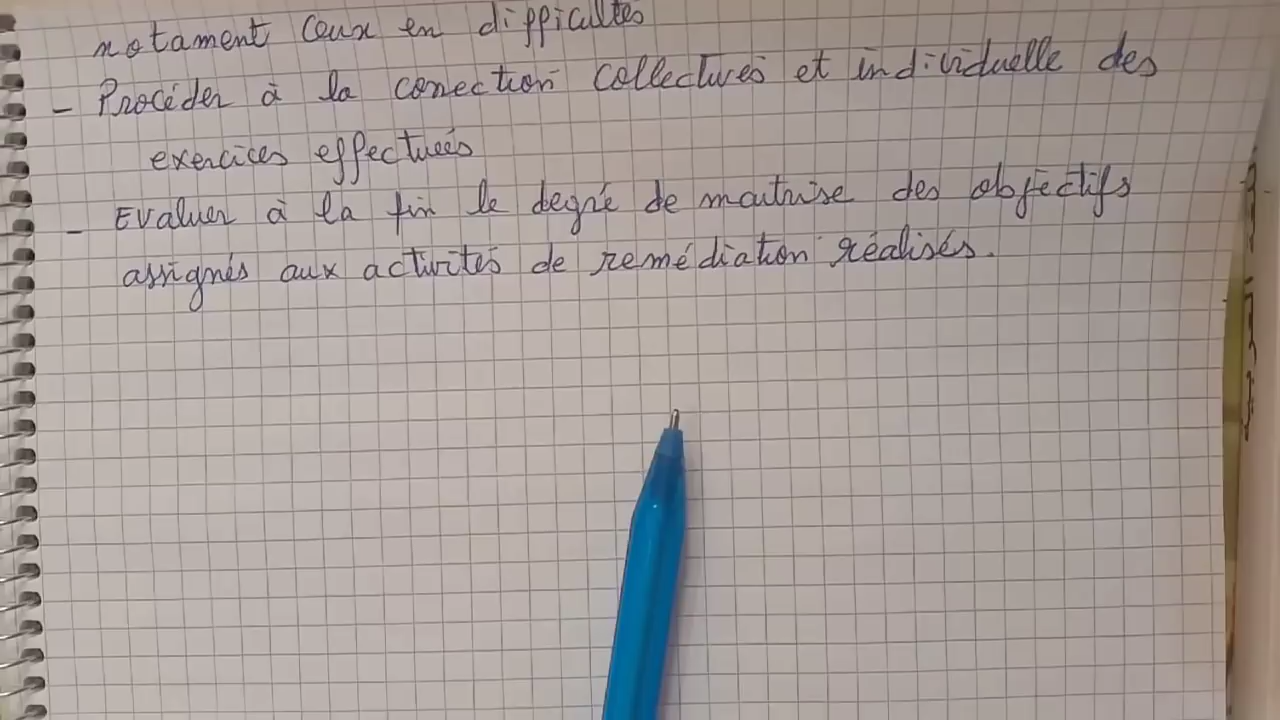 notament ceux en difficultés
- Procéder à la correction collectives et individuelle des
exercices effectués
- Evaluer à la fin le degré de maitrise des objectifs
assignés aux activités de remédiation réalisés.